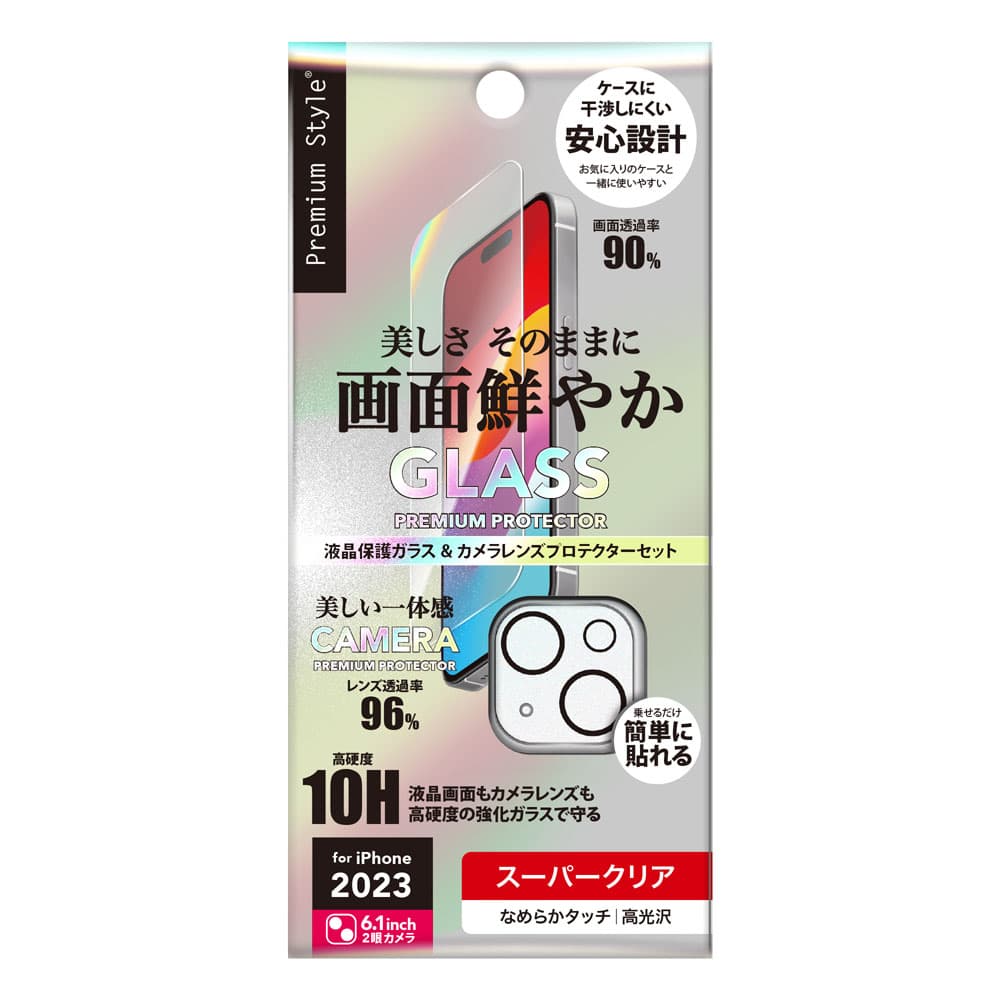 Premium Style®
ケースに
干渉しにくい
安心設計
お気に入りのケースと
一緒に使いやすい
画面透過率
90%
美しさ そのままに
画面鮮やか
GLASS
PREMIUM PROTECTOR
液晶保護ガラス & カメラレンズプロテクターセット
美しい一体感
CAMERA
PREMIUM PROTECTOR
レンズ透過率
96%
乗せるだけ
簡単に
貼れる
高硬度
10H
液晶画面もカメラレンズも
高硬度の強化ガラスで守る
for iPhone
2023
6.1inch
2眼カメラ
スーパークリア
なめらかタッチ|高光沢